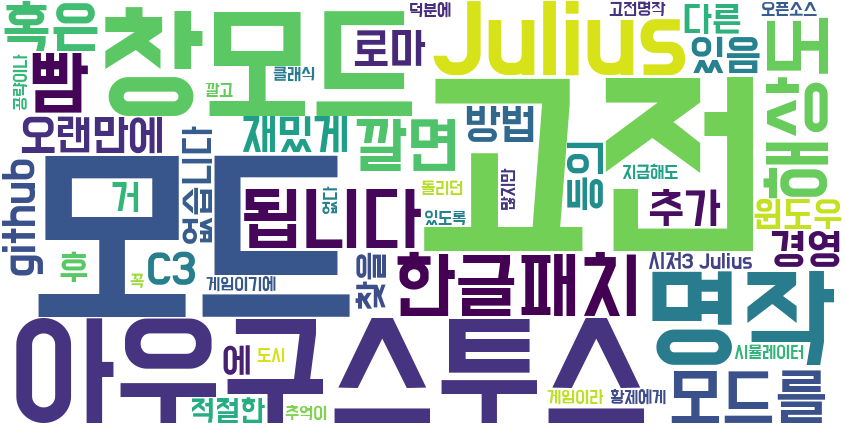 혹은
창모드
Julius
덕분에
고전명작
오픈소스
다른
있음
로마
클래식
빰
공략이나
깔고
고전
실행
오랜만에
재밌게
깔면
방법
github
없습니다
모드
거
됩니다
돌리던
없다
있도록
많지만
등의
지금해도
추가
윈도우
후
C3
꼭
게임이기에
찾을
한글패치
시저3 Julius
경영
명작
아우구스투스
에
도시
시뮬레이터
적절한
추억이
게임이라
황제에게
모드를